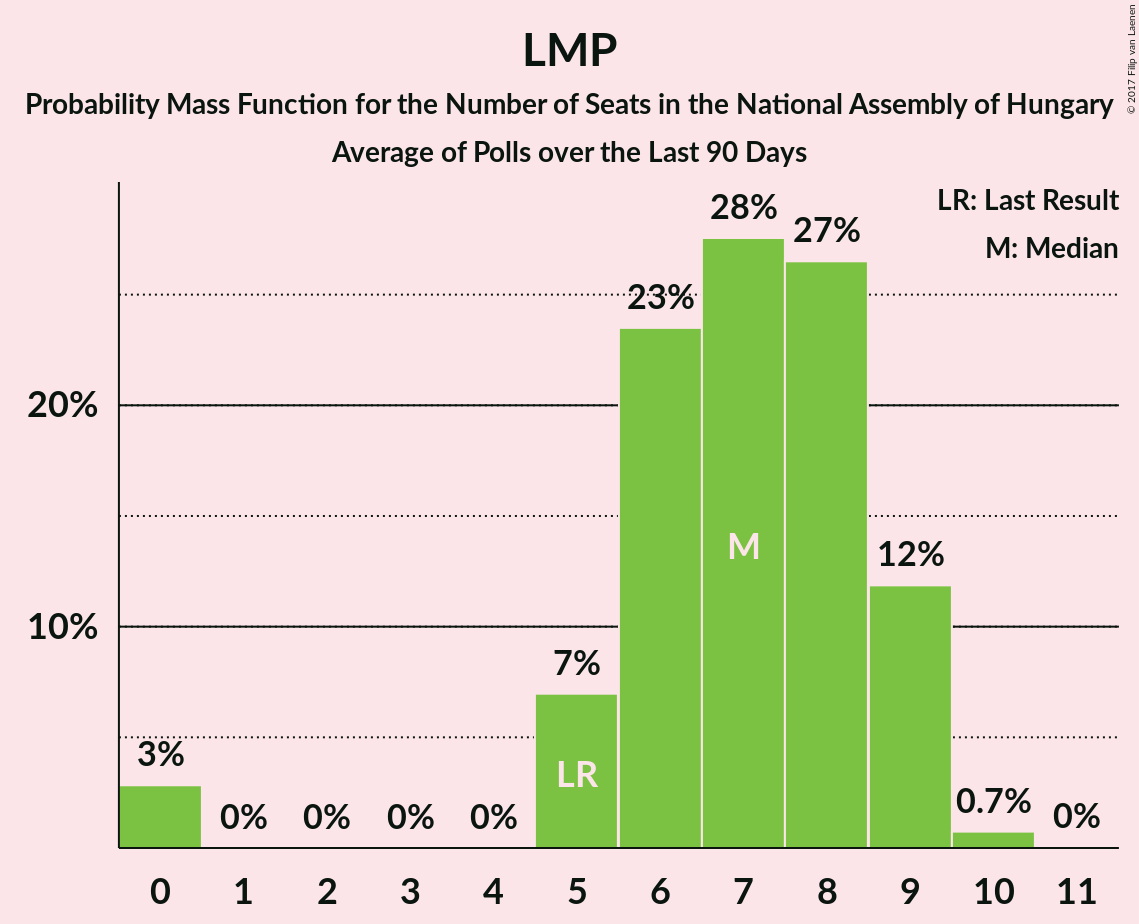 LMP
Probability Mass Function for the Number of Seats in the National Assembly of Hungary
Average of Polls over the Last 90 Days
© 2017 Filip van Laenen
LR: Last Result
M: Median
28%
27%
23%
20%
M
12%
10%
7%
LR
3%
0%
0%
0%
0%
0.7%
0%
0 1 2 3 4 5 6 7 8 9 10 11